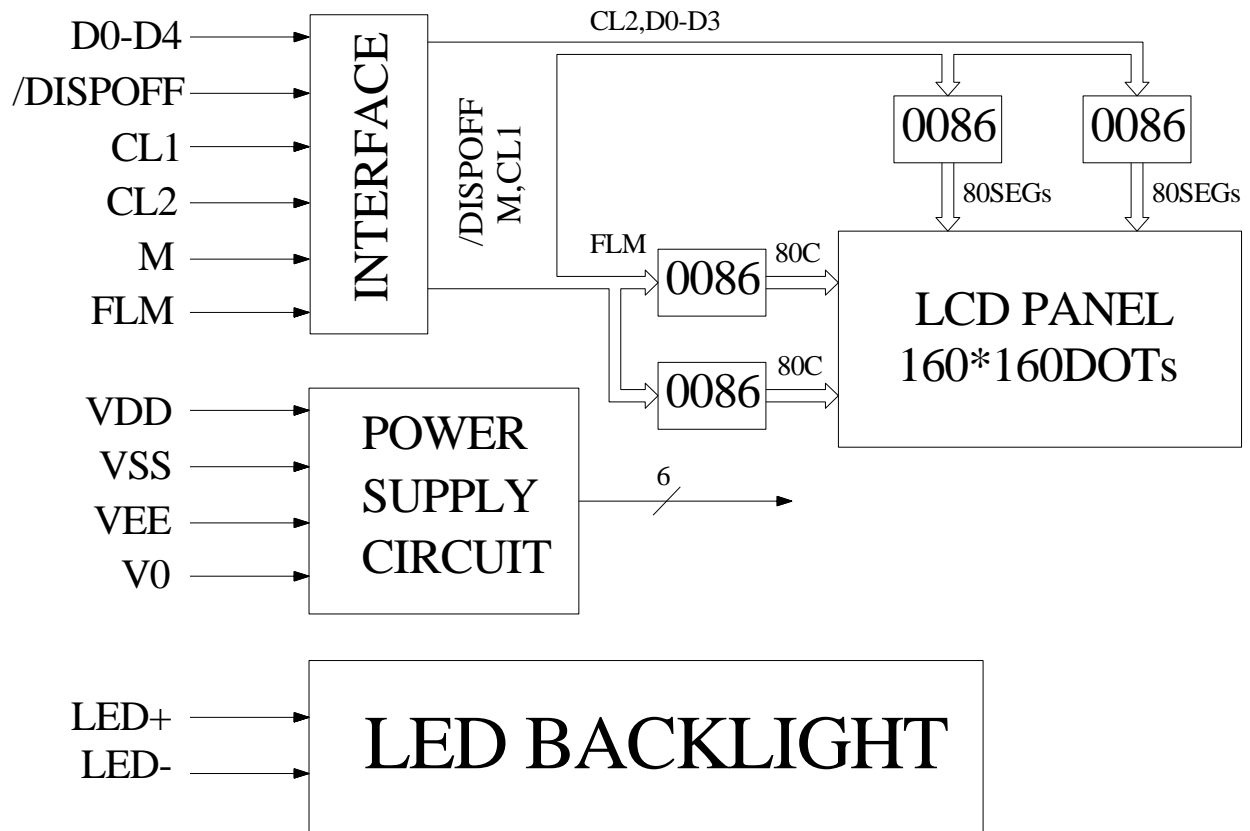 D0-D4
/DISPOFF
CL1
CL2
M
FLM
INTERFACE
CL2,D0-D3
/DISPOFF
M,CL1
0086
0086
80SEGs
80SEGs
FLM
0086
80C
0086
80C
LCD PANEL
160*160DOTs
VDD
VSS
VEE
V0
POWER
SUPPLY
CIRCUIT
6
LED+
LED-
LED BACKLIGHT